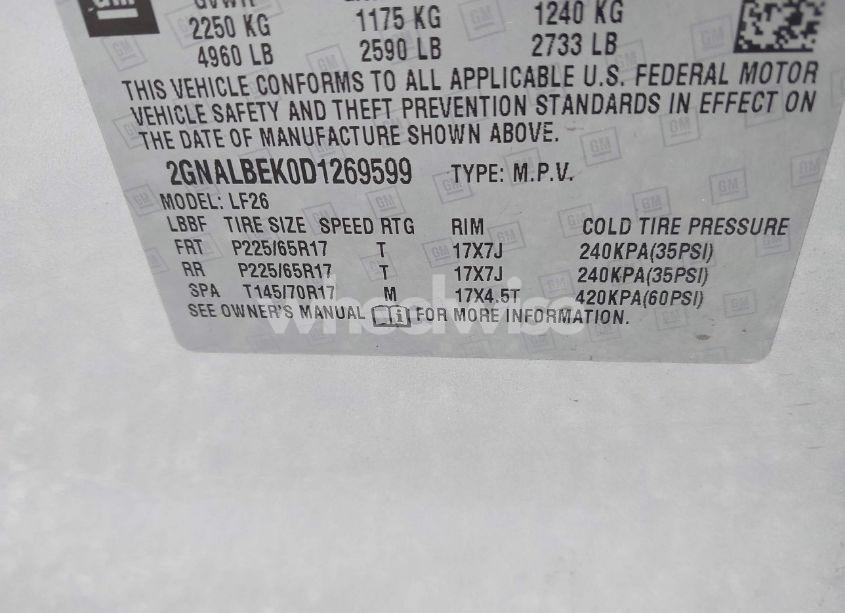 GM
GVWR
2250 KG 1175 KG 1240 KG
4960 LB 2590 LB 2733 LB
THIS VEHICLE CONFORMS TO ALL APPLICABLE U.S. FEDERAL MOTOR
VEHICLE SAFETY AND THEFT PREVENTION STANDARDS IN EFFECT ON
THE DATE OF MANUFACTURE SHOWN ABOVE.
2GNALBEK0D1269599 TYPE: M.P.V.
MODEL: LF26
LBBF TIRE SIZE SPEED RTG RIM COLD TIRE PRESSURE
FRT P225/65R17 T 17X7J 240KPA(35PSI)
RR P225/65R17 T 17X7J 240KPA(35PSI)
SPA T145/70R17 M 17X4.5T 420KPA(60PSI)
wheelwise
SEE OWNER'S MANUAL FOR MORE INFORMATION.